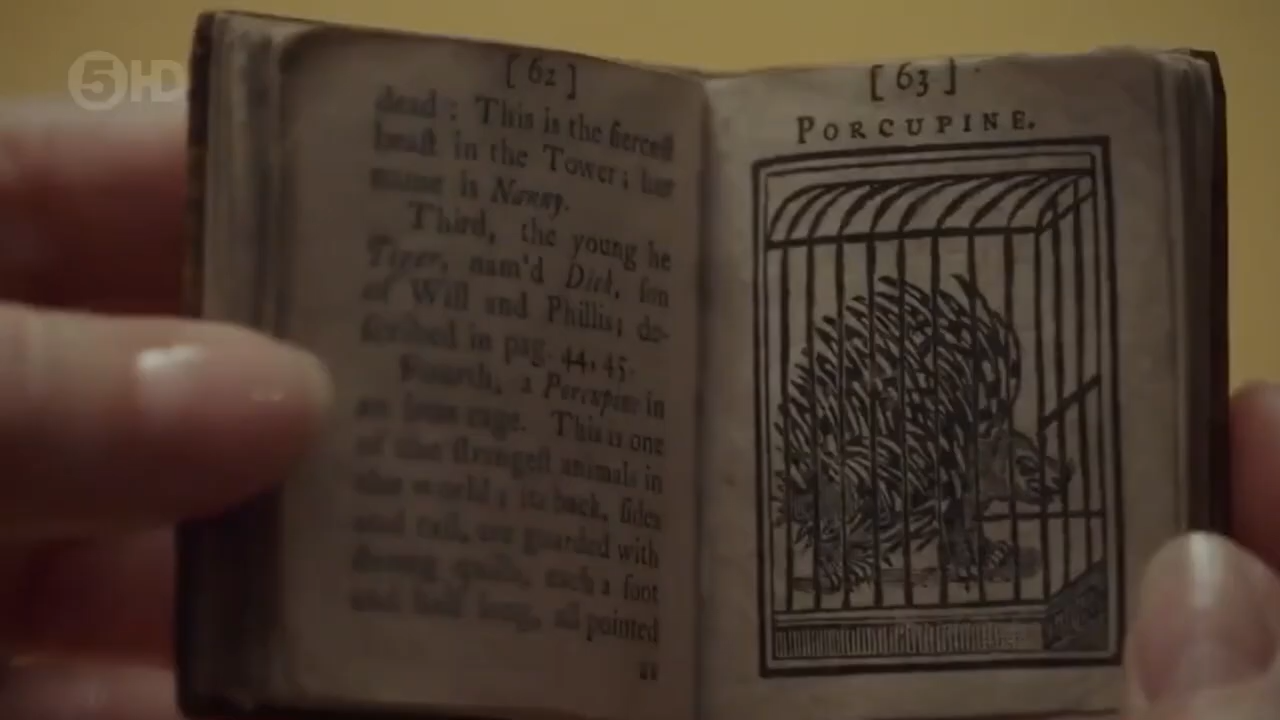 5HD
[ 62 ]
dead: This is the fierceſt
beaſt in the Tower; her
name is Nanny.
Third, the young he
Tiger, nam'd Dick, ſon
of Will and Phillis; de-
ſcribed in pag. 44, 45.
Fourth, a Porcupine in
an Iron cage. This is one
of the ſtrangeſt animals in
the world; its back, ſides
and tail, are guarded with
ſtrong quills, each a foot
and half long, all pointed
[ 63 ]
PORCUPINE.